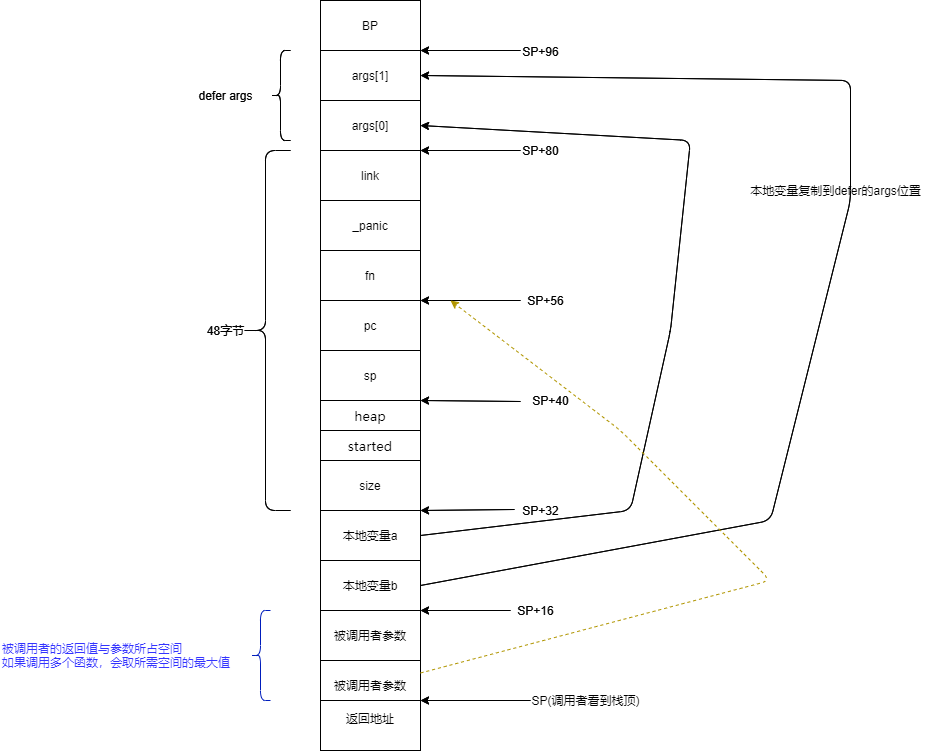 BP
SP+96
args[1]
defer args
args[0]
SP+80
link
本地变量复制到defer的args位置
_panic
fn
SP+56
pc
48字节
sp
SP+40
heap
started
size
SP+32
本地变量a
本地变量b
SP+16
被调用者参数
被调用者的返回值与参数所占空间
如果调用多个函数，会取所需空间的最大值
被调用者参数
SP(调用者看到栈顶)
返回地址